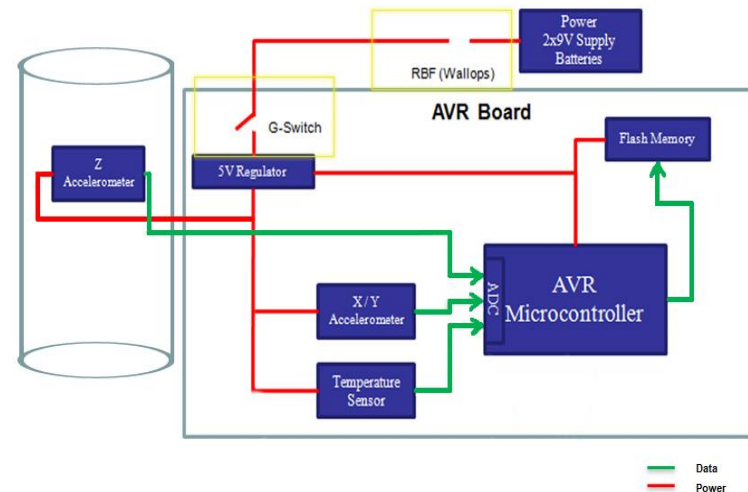 Power
2x9V Supply
Batteries
RBF (Wallops)
G-Switch
AVR Board
Flash Memory
5V Regulator
Z
Accelerometer
ADC
AVR
Microcontroller
X / Y
Accelerometer
Temperature
Sensor
Data
Power